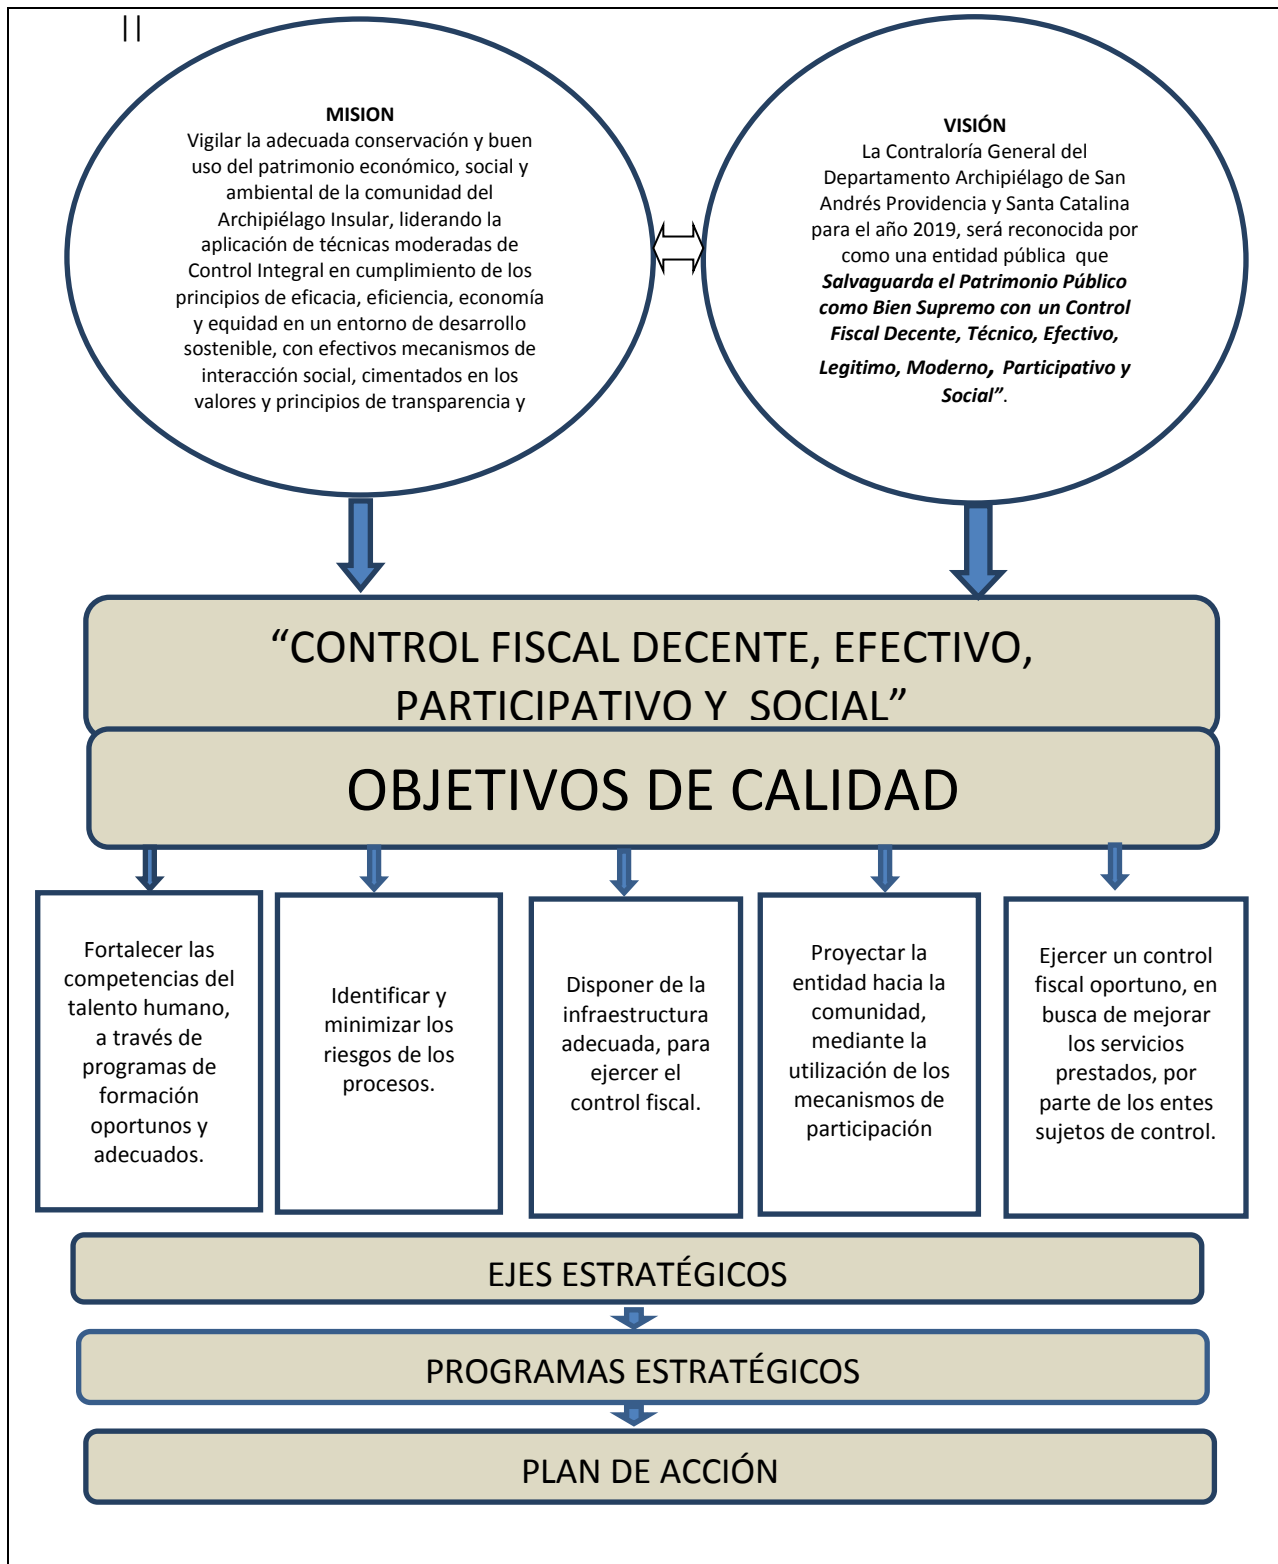 ||
MISION
Vigilar la adecuada conservación y buen
uso del patrimonio económico, social y
ambiental de la comunidad del
Archipiélago Insular, liderando la
aplicación de técnicas moderadas de
Control Integral en cumplimiento de los
principios de eficacia, eficiencia, economía
y equidad en un entorno de desarrollo
sostenible, con efectivos mecanismos de
interacción social, cimentados en los
valores y principios de transparencia y
VISIÓN
La Contraloría General del
Departamento Archipiélago de San
Andrés Providencia y Santa Catalina
para el año 2019, será reconocida por
como una entidad pública que
Salvaguarda el Patrimonio Público
como Bien Supremo con un Control
Fiscal Decente, Técnico, Efectivo,
Legitimo, Moderno, Participativo y
Social”.
“CONTROL FISCAL DECENTE, EFECTIVO,
PARTICIPATIVO Y SOCIAL”
OBJETIVOS DE CALIDAD
Fortalecer las
competencias del
talento humano,
a través de
programas de
formación
oportunos y
adecuados.
Identificar y
minimizar los
riesgos de los
procesos.
Disponer de la
infraestructura
adecuada, para
ejercer el
control fiscal.
Proyectar la
entidad hacia la
comunidad,
mediante la
utilización de los
mecanismos de
participación
Ejercer un control
fiscal oportuno, en
busca de mejorar
los servicios
prestados, por
parte de los entes
sujetos de control.
EJES ESTRATÉGICOS
PROGRAMAS ESTRATÉGICOS
PLAN DE ACCIÓN